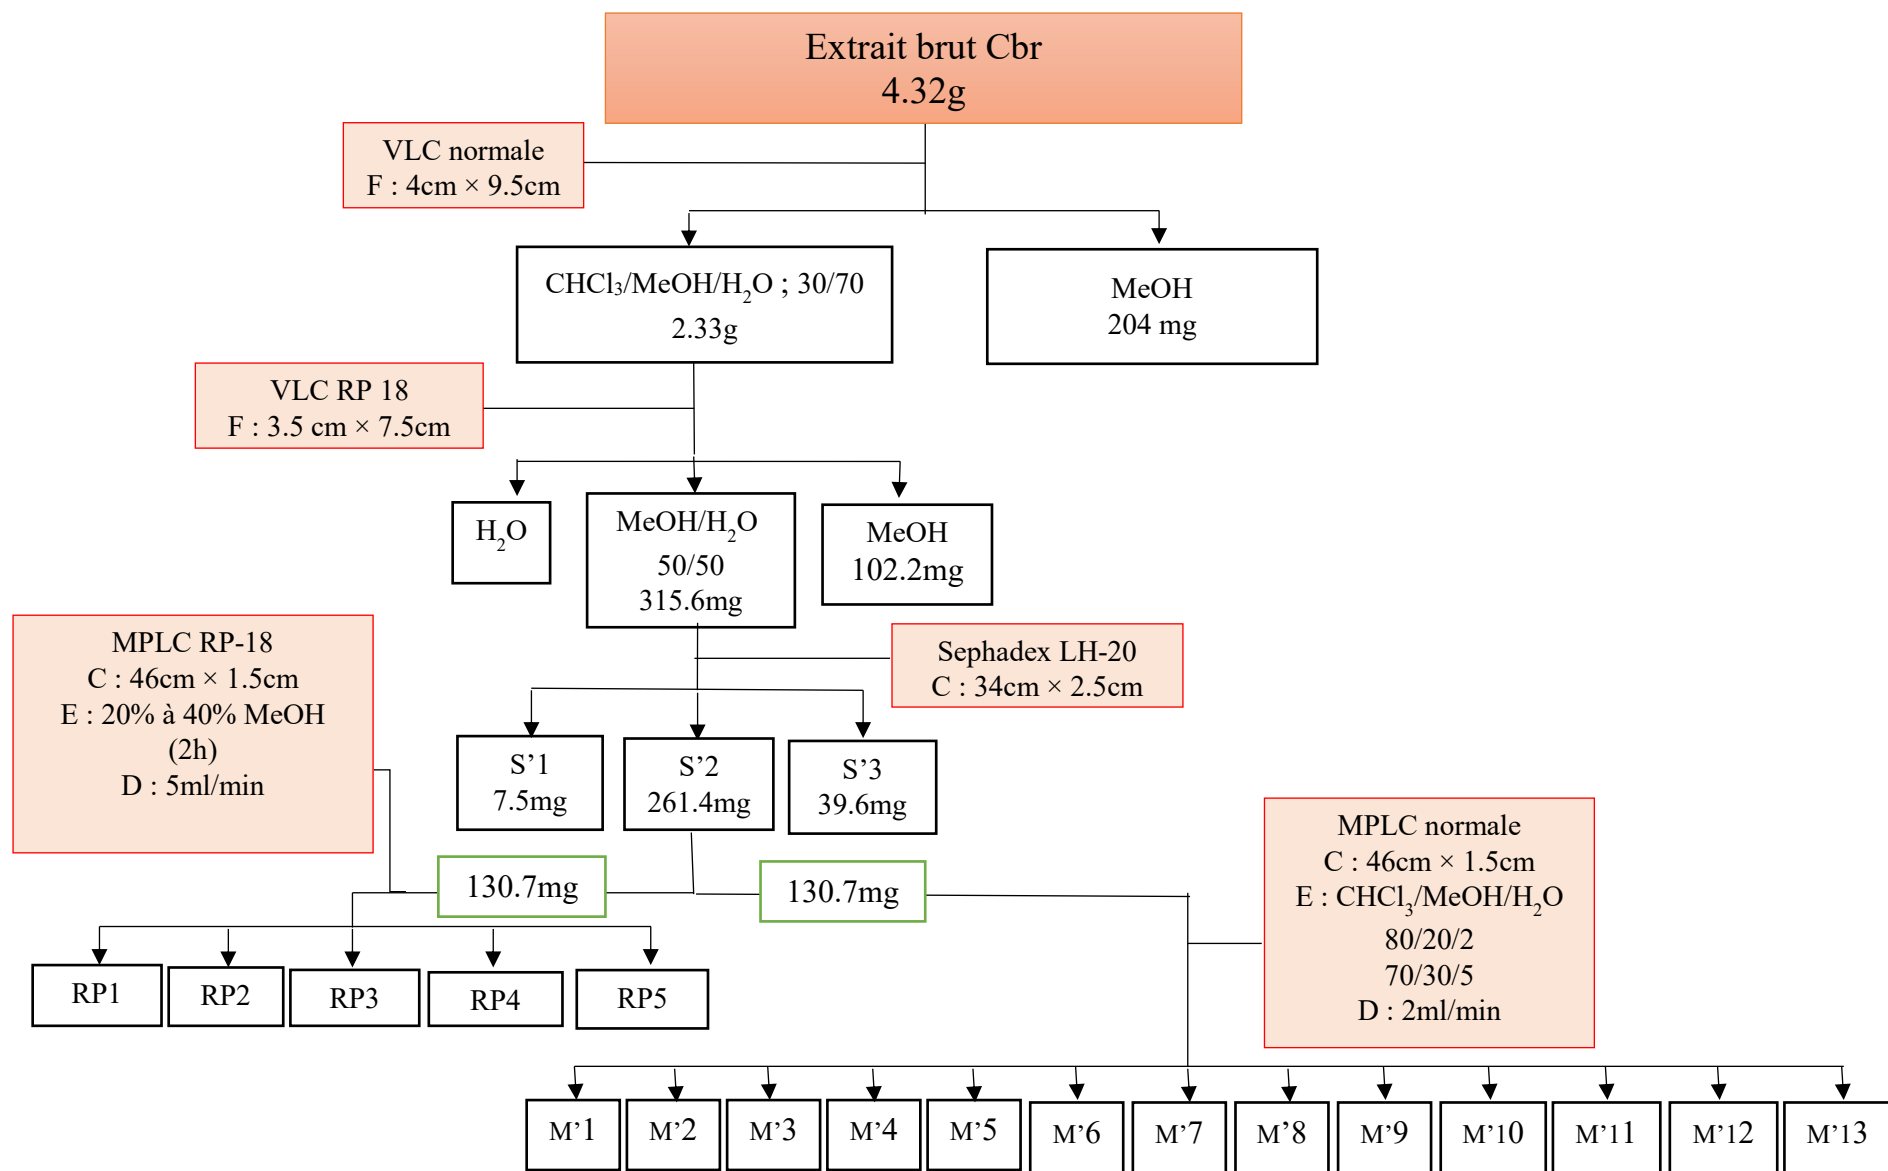 Extrait brut Cbr
4.32g
VLC normale
F : 4cm × 9.5cm
CHCl₃/MeOH/H₂O ; 30/70
2.33g
MeOH
204 mg
VLC RP 18
F : 3.5 cm × 7.5cm
H₂O
MeOH/H₂O
50/50
315.6mg
MeOH
102.2mg
MPLC RP-18
C : 46cm × 1.5cm
E : 20% à 40% MeOH
(2h)
D : 5ml/min
Sephadex LH-20
C : 34cm × 2.5cm
S’1
7.5mg
S’2
261.4mg
S’3
39.6mg
MPLC normale
C : 46cm × 1.5cm
E : CHCl₃/MeOH/H₂O
80/20/2
70/30/5
D : 2ml/min
130.7mg
130.7mg
RP1
RP2
RP3
RP4
RP5
M’1
M’2
M’3
M’4
M’5
M’6
M’7
M’8
M’9
M’10
M’11
M’12
M’13